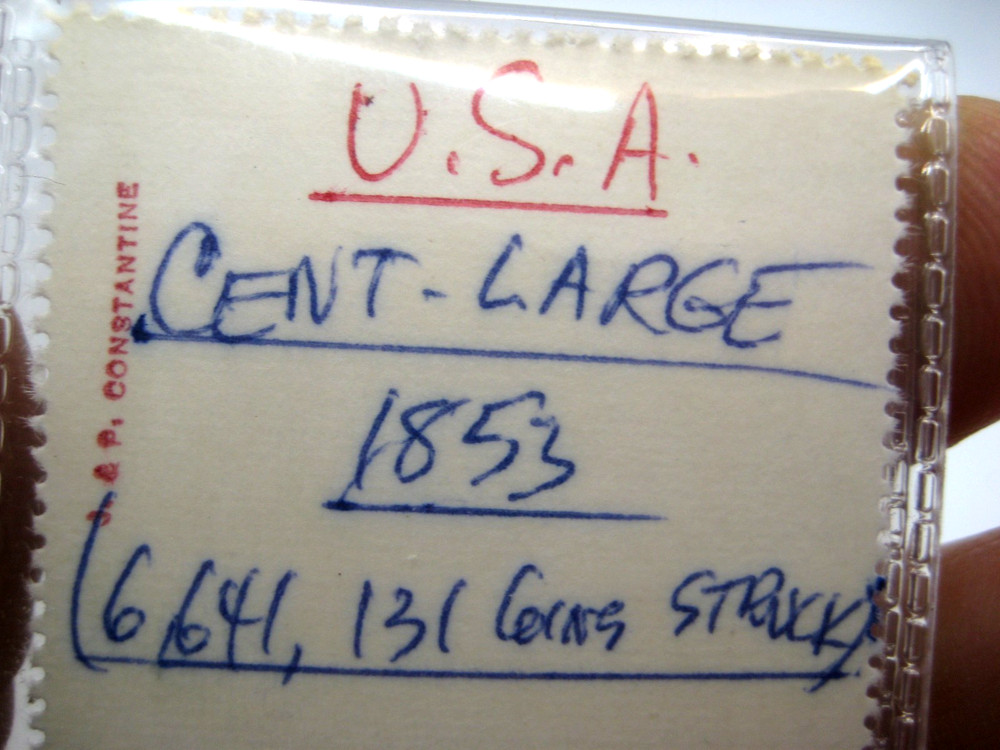 U.S.A.
CENT-LARGE
1853
(6,641,131 COINS STRUCK)
J. & P. CONSTANTINE